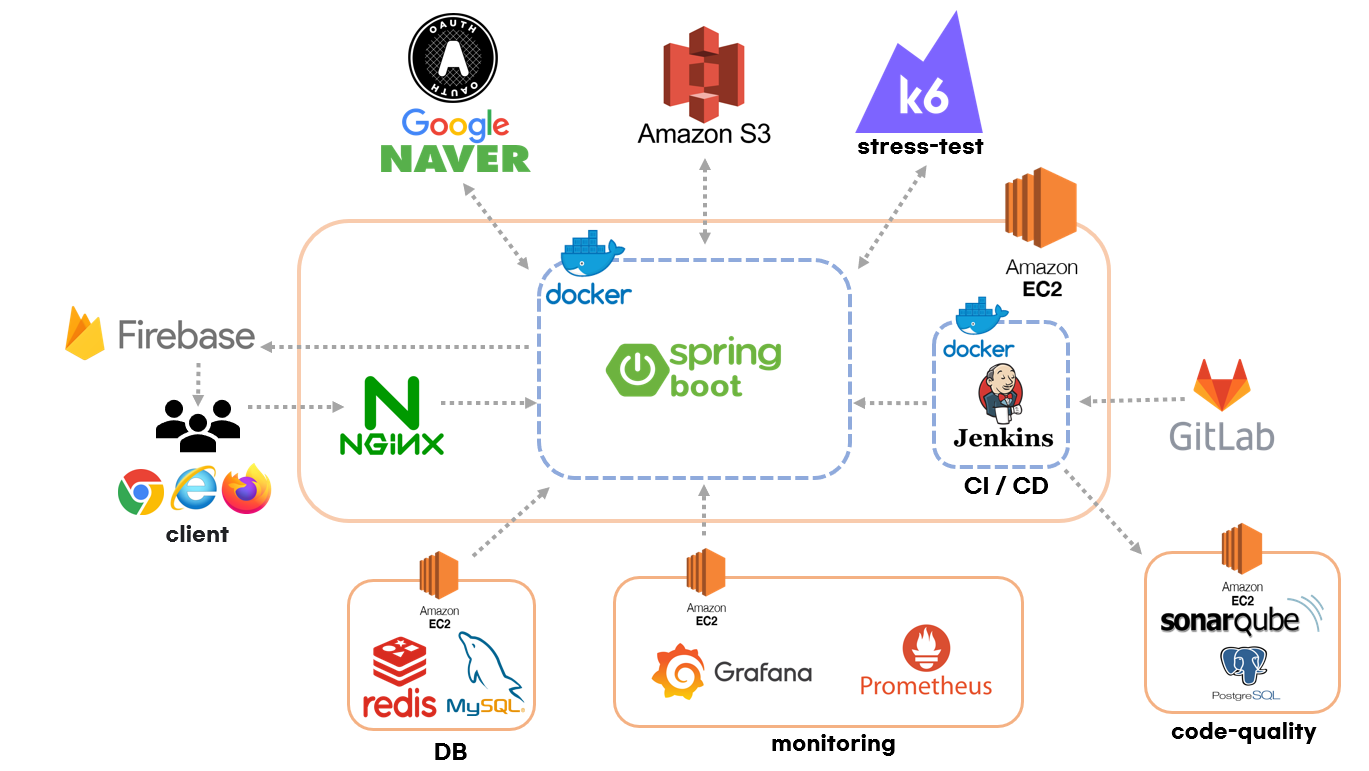 OAUTH
A
OAUTH
Google
NAVER
Amazon S3
k6
stress-test
Amazon
EC2
docker
spring
boot
docker
Jenkins
CI / CD
Firebase
N
NGiNX
client
GitLab
Amazon
EC2
redis
MySQL®
DB
Amazon
EC2
Grafana
Prometheus
monitoring
Amazon
EC2
sonarqube
PostgreSQL
code-quality